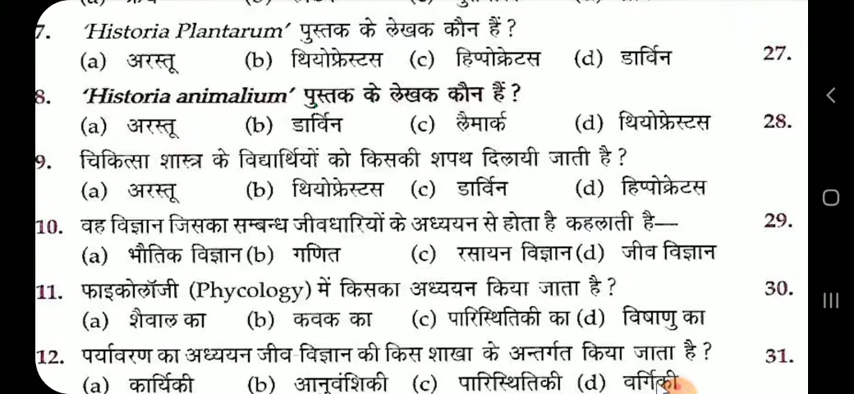 7. ‘Historia Plantarum’ पुस्तक के लेखक कौन हैं ?
(a) अरस्तू (b) थियोफ्रेस्टस (c) हिप्पोक्रेटस (d) डार्विन 27.
8. ‘Historia animalium’ पुस्तक के लेखक कौन हैं ?
(a) अरस्तू (b) डार्विन (c) लैमार्क (d) थियोफ्रेस्टस 28.
9. चिकित्सा शास्त्र के विद्यार्थियों को किसकी शपथ दिलायी जाती है ?
(a) अरस्तू (b) थियोफ्रेस्टस (c) डार्विन (d) हिप्पोक्रेटस
10. वह विज्ञान जिसका सम्बन्ध जीवधारियों के अध्ययन से होता है कहलाती है— 29.
(a) भौतिक विज्ञान (b) गणित (c) रसायन विज्ञान (d) जीव विज्ञान
11. फाइकोलॉजी (Phycology) में किसका अध्ययन किया जाता है ? 30.
(a) शैवाल का (b) कवक का (c) पारिस्थितिकी का (d) विषाणु का
12. पर्यावरण का अध्ययन जीव विज्ञान की किस शाखा के अन्तर्गत किया जाता है ? 31.
(a) कार्यिकी (b) आनुवंशिकी (c) पारिस्थितिकी (d) वर्गिकी